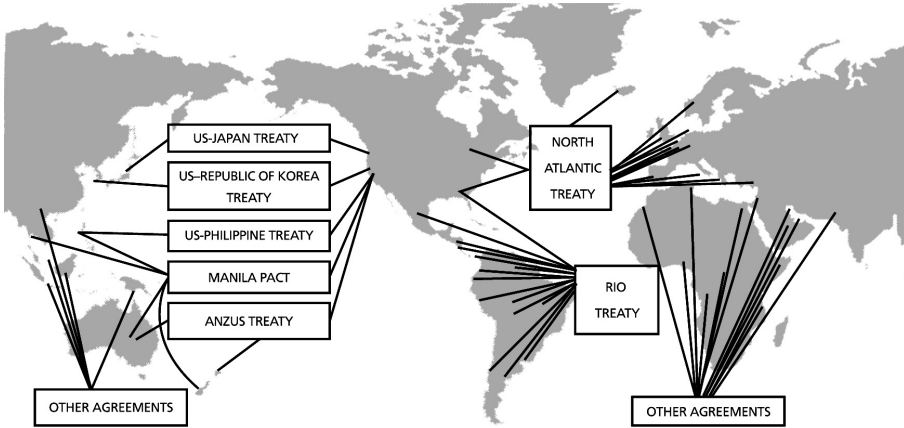 US-JAPAN TREATY
US–REPUBLIC OF KOREA
TREATY
US-PHILIPPINE TREATY
MANILA PACT
ANZUS TREATY
OTHER AGREEMENTS
NORTH
ATLANTIC
TREATY
RIO
TREATY
OTHER AGREEMENTS